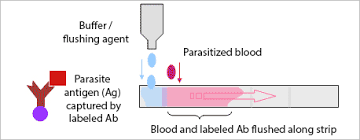 Buffer /
flushing agent
Parasitized blood
Parasite
antigen (Ag)
captured by
labeled Ab
Blood and labeled Ab flushed along strip